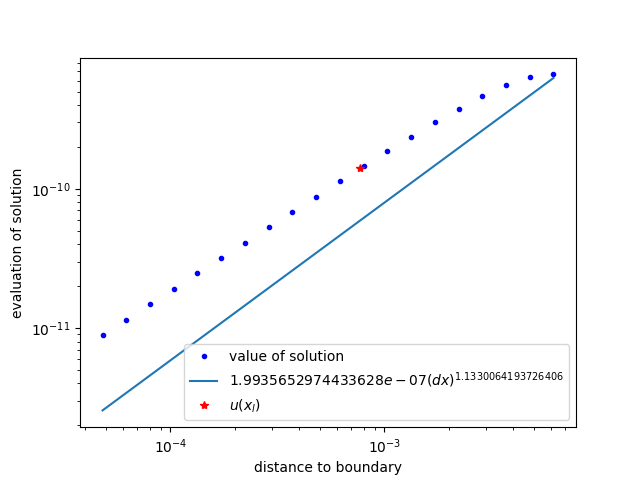 evaluation of solution
10⁻¹⁰
10⁻¹¹
value of solution
1.9935652974433628e − 07(dx)^1.1330064193726406
u(x_l)
10⁻⁴
10⁻³
distance to boundary